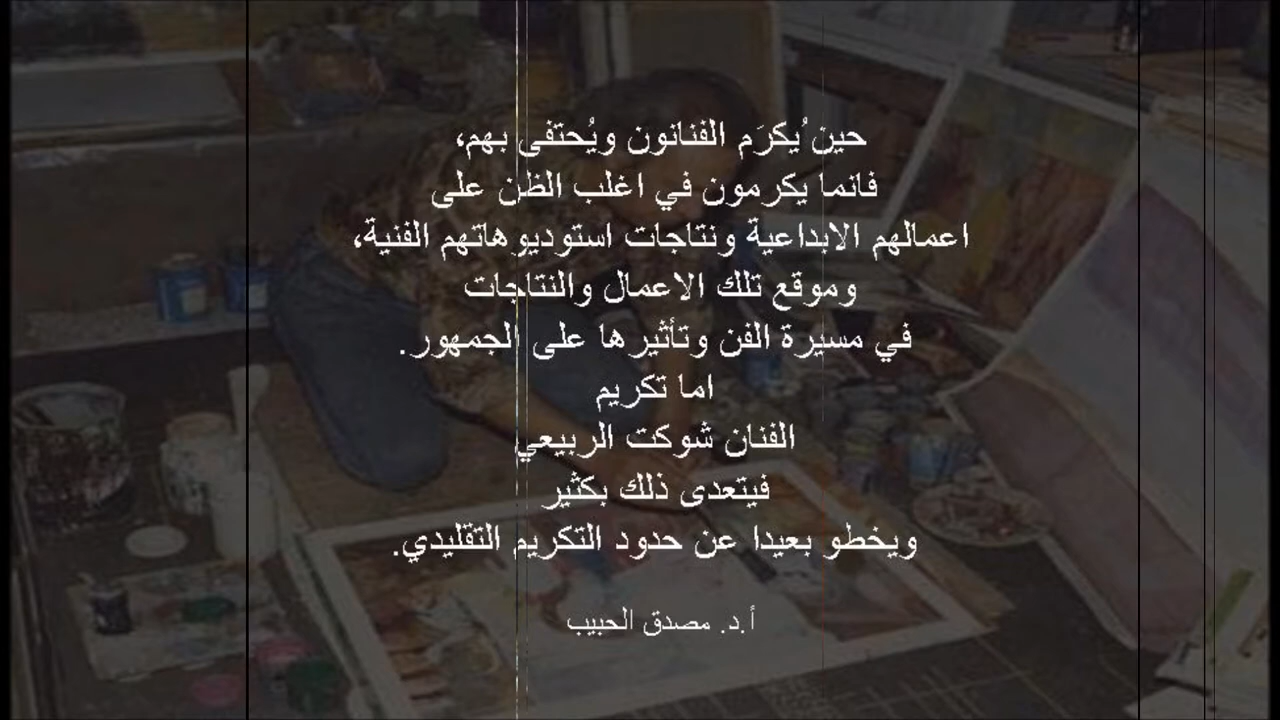 حين ُيكرَم الفنانون ويُحتفى بهم،
فانما يكرمون في اغلب الظن على
اعمالهم الابداعية ونتاجات استوديوهاتهم الفنية،
وموقع تلك الاعمال والنتاجات
في مسيرة الفن وتأثيرها على الجمهور.
اما تكريم
الفنان شوكت الربيعي
فيتعدى ذلك بكثير
ويخطو بعيدا عن حدود التكريم التقليدي.
أ.د. مصدق الحبيب